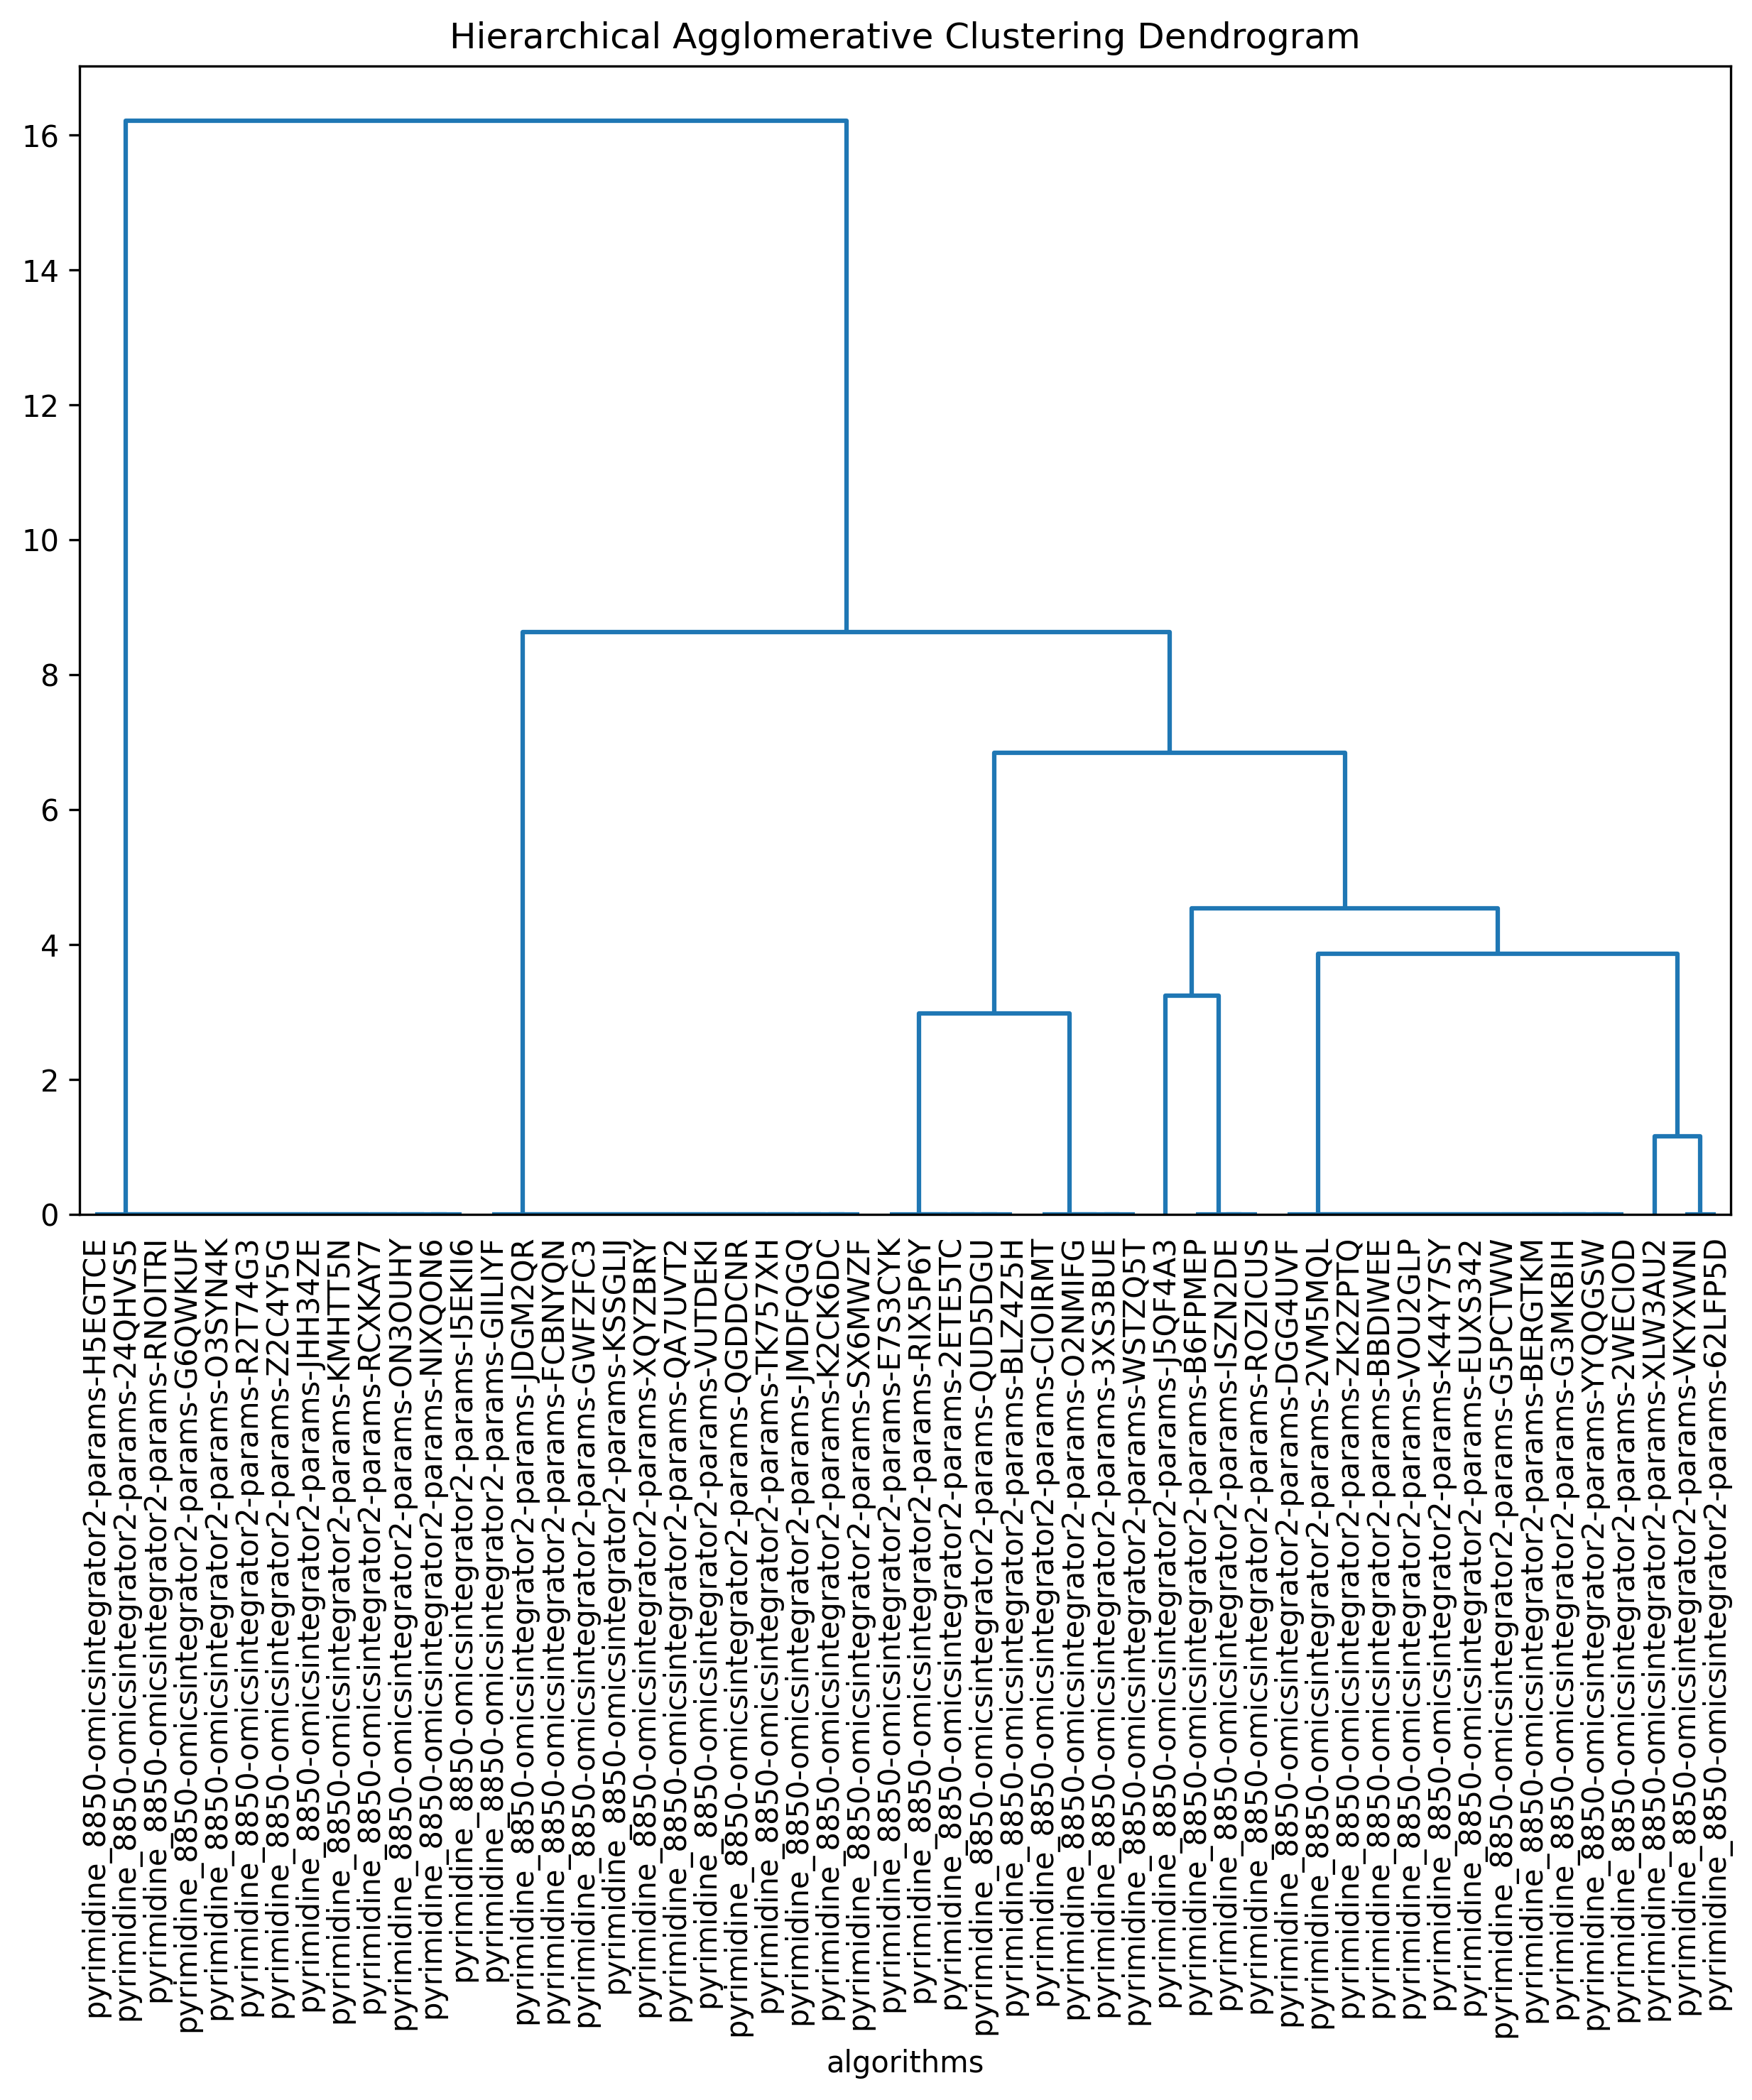 Hierarchical Agglomerative Clustering Dendrogram
16
14
12
10
8
6
4
2
0
pyrimidine_8850-omicsintegrator2-params-H5EGTCE
pyrimidine_8850-omicsintegrator2-params-24QHVS5
pyrimidine_8850-omicsintegrator2-params-RNOITRI
pyrimidine_8850-omicsintegrator2-params-G6QWKUF
pyrimidine_8850-omicsintegrator2-params-O3SYN4K
pyrimidine_8850-omicsintegrator2-params-R2T74G3
pyrimidine_8850-omicsintegrator2-params-Z2C4Y5G
pyrimidine_8850-omicsintegrator2-params-JHH34ZE
pyrimidine_8850-omicsintegrator2-params-KMHTT5N
pyrimidine_8850-omicsintegrator2-params-RCXKAY7
pyrimidine_8850-omicsintegrator2-params-ON3OUHY
pyrimidine_8850-omicsintegrator2-params-NIXQON6
pyrimidine_8850-omicsintegrator2-params-I5EKII6
pyrimidine_8850-omicsintegrator2-params-GIILIYF
pyrimidine_8850-omicsintegrator2-params-JDGM2QR
pyrimidine_8850-omicsintegrator2-params-FCBNYQN
pyrimidine_8850-omicsintegrator2-params-GWFZFC3
pyrimidine_8850-omicsintegrator2-params-KSSGLIJ
pyrimidine_8850-omicsintegrator2-params-XQYZBRY
pyrimidine_8850-omicsintegrator2-params-QA7UVT2
pyrimidine_8850-omicsintegrator2-params-VUTDEKI
pyrimidine_8850-omicsintegrator2-params-QGDDCNR
pyrimidine_8850-omicsintegrator2-params-TK757XH
pyrimidine_8850-omicsintegrator2-params-JMDFQGQ
pyrimidine_8850-omicsintegrator2-params-K2CK6DC
pyrimidine_8850-omicsintegrator2-params-SX6MWZF
pyrimidine_8850-omicsintegrator2-params-E7S3CYK
pyrimidine_8850-omicsintegrator2-params-RIX5P6Y
pyrimidine_8850-omicsintegrator2-params-2ETE5TC
pyrimidine_8850-omicsintegrator2-params-QUD5DGU
pyrimidine_8850-omicsintegrator2-params-BLZ4Z5H
pyrimidine_8850-omicsintegrator2-params-CIOIRMT
pyrimidine_8850-omicsintegrator2-params-O2NMIFG
pyrimidine_8850-omicsintegrator2-params-3XS3BUE
pyrimidine_8850-omicsintegrator2-params-WSTZQ5T
pyrimidine_8850-omicsintegrator2-params-J5QF4A3
pyrimidine_8850-omicsintegrator2-params-B6FPMEP
pyrimidine_8850-omicsintegrator2-params-ISZN2DE
pyrimidine_8850-omicsintegrator2-params-ROZICUS
pyrimidine_8850-omicsintegrator2-params-DGG4UVF
pyrimidine_8850-omicsintegrator2-params-2VM5MQL
pyrimidine_8850-omicsintegrator2-params-ZK2ZPTQ
pyrimidine_8850-omicsintegrator2-params-BBDIWEE
pyrimidine_8850-omicsintegrator2-params-VOU2GLP
pyrimidine_8850-omicsintegrator2-params-K44Y7SY
pyrimidine_8850-omicsintegrator2-params-EUXS342
pyrimidine_8850-omicsintegrator2-params-G5PCTWW
pyrimidine_8850-omicsintegrator2-params-BERGTKM
pyrimidine_8850-omicsintegrator2-params-G3MKBIH
pyrimidine_8850-omicsintegrator2-params-YYQQGSW
pyrimidine_8850-omicsintegrator2-params-2WECIOD
pyrimidine_8850-omicsintegrator2-params-XLW3AU2
pyrimidine_8850-omicsintegrator2-params-VKYXWNI
pyrimidine_8850-omicsintegrator2-params-62LFP5D
algorithms